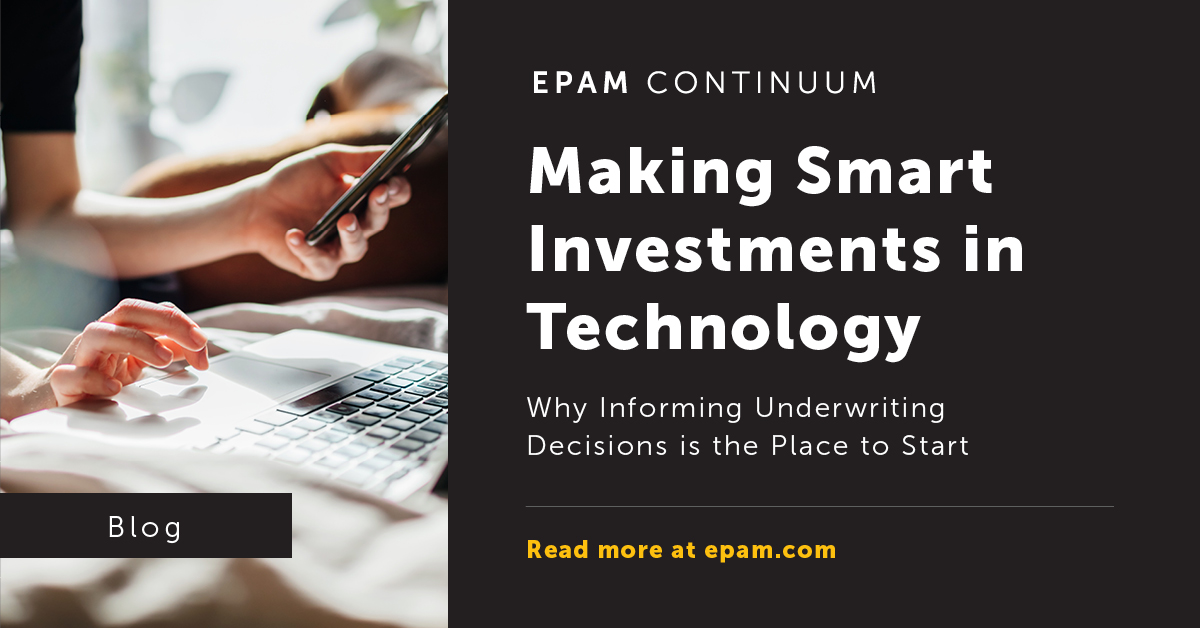 EPAM CONTINUUM
Making Smart
Investments in
Technology
Why Informing Underwriting
Decisions is the Place to Start
Read more at epam.com
Blog